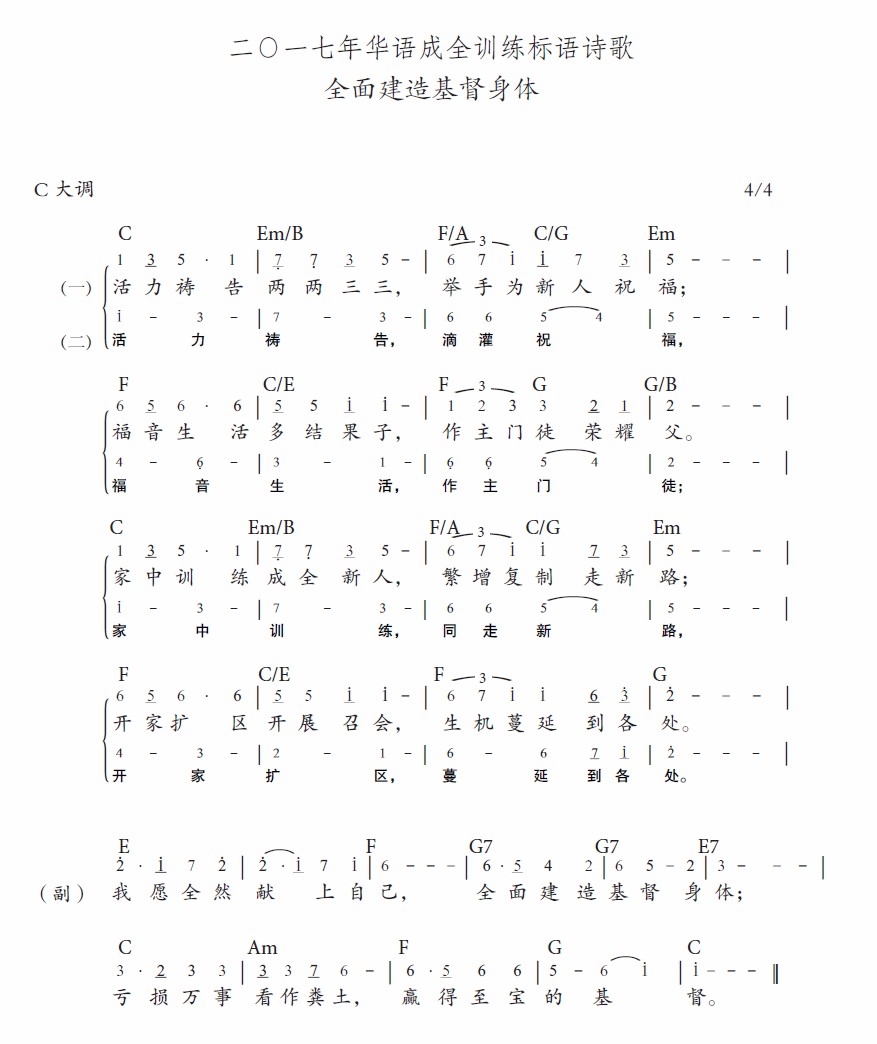 二〇一七年华语成全训练标语诗歌
全面建造基督身体
C 大调 4/4
C Em/B F/A C/G Em
1 3 5 · 1 | 7 7 3 5 - | 6 7 i i 7 3 | 5 - - - |
(一) 活力祷 告 两两三三， 举手为新人祝 福；
i - 3 - | 7 - 3 - | 6 6 5 4 | 5 - - - |
(二) 活 力 祷 告， 滴 灌 祝 福，
F C/E F G G/B
6 5 6 · 6 | 5 5 i i - | 1 2 3 3 2 1 | 2 - - - |
福音生 活多结果子， 作主门徒荣耀 父。
4 - 6 - | 3 - 1 - | 6 6 5 4 | 2 - - - |
福 音 生 活， 作 主 门 徒；
C Em/B F/A C/G Em
1 3 5 · 1 | 7 7 3 5 - | 6 7 i i 7 3 | 5 - - - |
家中训 练成全新人， 繁增复制走新 路；
i - 3 - | 7 - 3 - | 6 6 5 4 | 5 - - - |
家 中 训 练， 同 走 新 路，
F C/E F G
6 5 6 · 6 | 5 5 i i - | 6 7 i i 6 3 | 2 - - - |
开家扩 区开展召会， 生机蔓延到各 处。
4 - 3 - | 2 - 1 - | 6 - 6 7 i | 2 - - - |
开 家 扩 区， 蔓 延到各 处。
E F G7 G7 E7
2 · i 7 2 | 2 · i 7 i | 6 - - - | 6 · 5 4 2 | 6 5 - 2 | 3 - - - |
(副) 我愿全然献 上自己， 全面建造基督 身体；
C Am F G C
3 · 2 3 3 | 3 3 7 6 - | 6 · 5 6 6 | 5 - 6 i | i - - - ‖
亏损万事看作粪土， 赢得至宝的基 督。